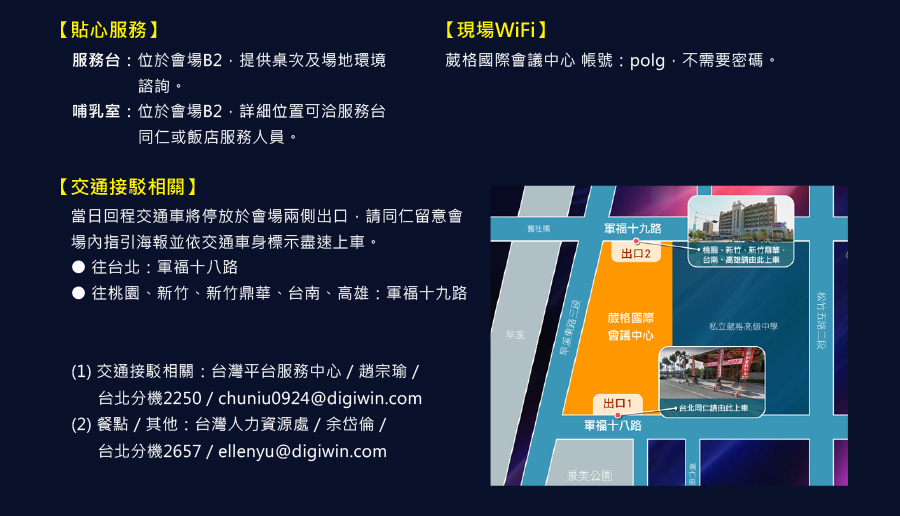 【貼心服務】
服務台：位於會場B2，提供桌次及場地環境
諮詢。
哺乳室：位於會場B2，詳細位置可洽服務台
同仁或飯店服務人員。
【現場WiFi】
葳格國際會議中心 帳號：polg，不需要密碼。
【交通接駁相關】
當日回程交通車將停放於會場兩側出口，請同仁留意會
場內指引海報並依交通車身標示盡速上車。
● 往台北：軍福十八路
● 往桃園、新竹、新竹鼎華、台南、高雄：軍福十九路
(1) 交通接駁相關：台灣平台服務中心 / 趙宗瑜 /
台北分機2250 / chuniu0924@digiwin.com
(2) 餐點 / 其他：台灣人力資源處 / 余岱倫 /
台北分機2657 / ellenyu@digiwin.com
舊社橋
軍福十九路
出口2
桃園、新竹、新竹鼎華、
台南、高雄請由此上車
旱溪
旱溪東路三段
葳格國際
會議中心
私立葳格高級中學
松竹五路二段
出口1
台北同仁請由此上車
軍福十八路
景美公園